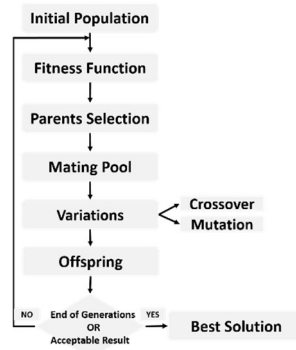 Initial Population
Fitness Function
Parents Selection
Mating Pool
Variations
Crossover
Mutation
Offspring
NO
End of Generations
OR
Acceptable Result
YES
Best Solution